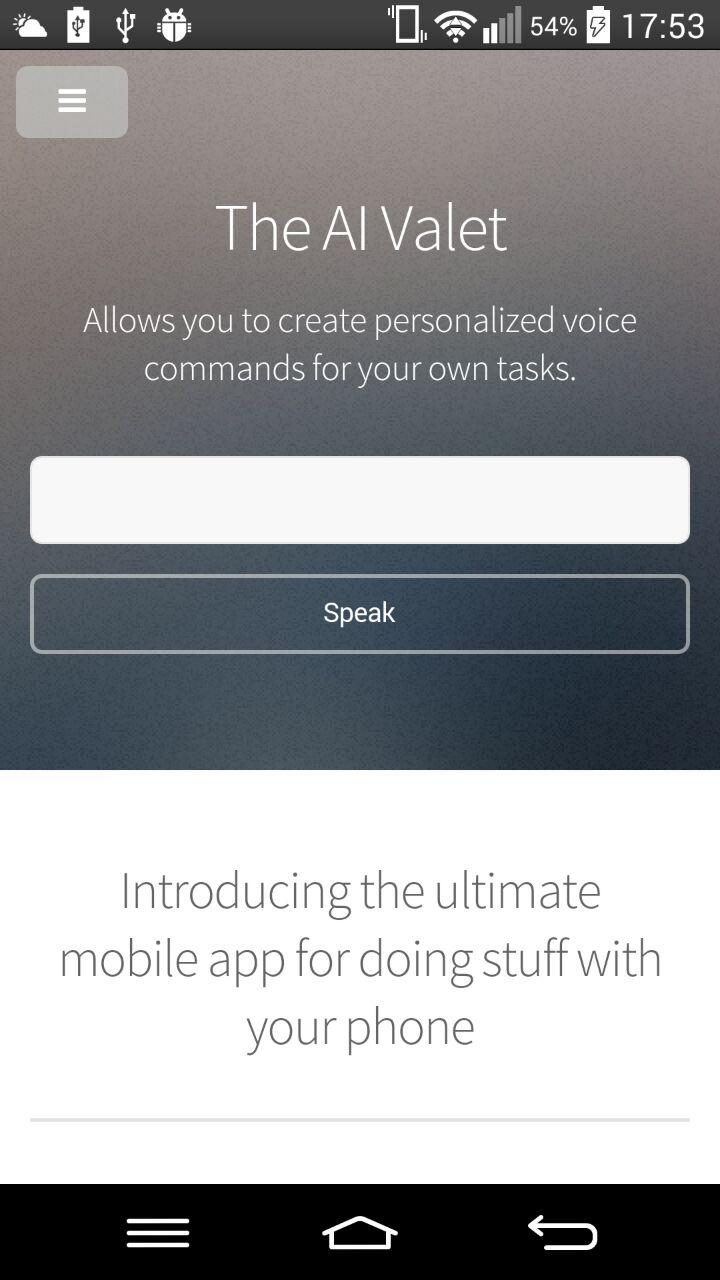 54% 17:53
The AI Valet
Allows you to create personalized voice
commands for your own tasks.
Speak
Introducing the ultimate
mobile app for doing stuff with
your phone